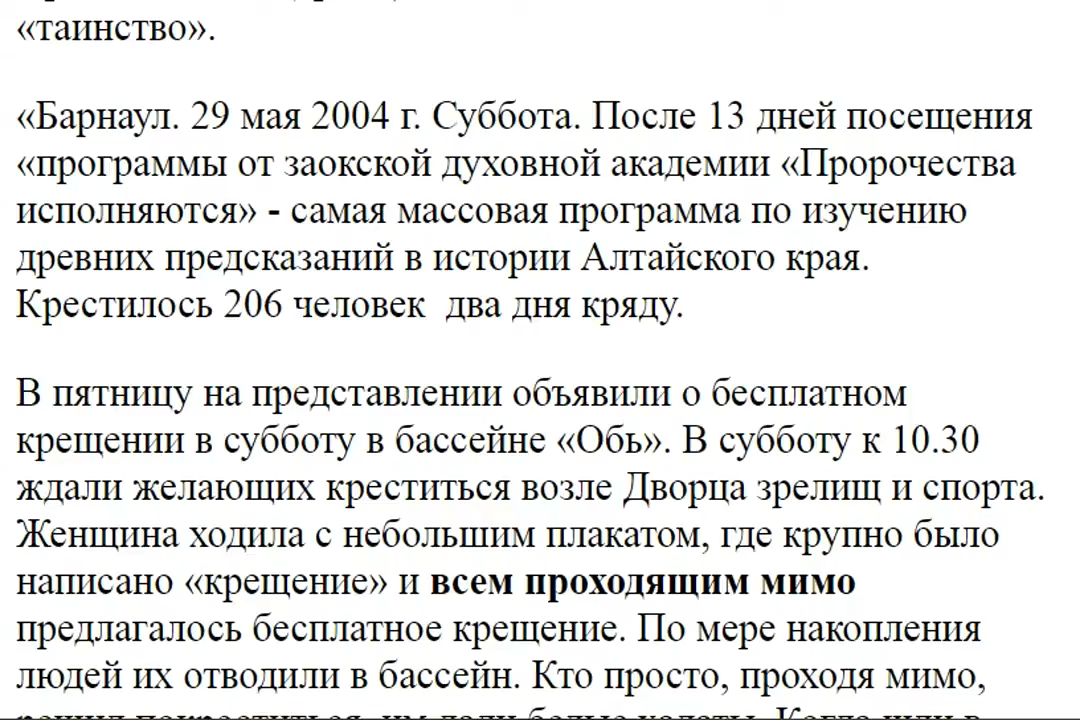 «таинство».
«Барнаул. 29 мая 2004 г. Суббота. После 13 дней посещения
«программы от заокской духовной академии «Пророчества
исполняются» - самая массовая программа по изучению
древних предсказаний в истории Алтайского края.
Крестилось 206 человек  два дня кряду.
В пятницу на представлении объявили о бесплатном
крещении в субботу в бассейне «Обь». В субботу к 10.30
ждали желающих креститься возле Дворца зрелищ и спорта.
Женщина ходила с небольшим плакатом, где крупно было
написано «крещение» и всем проходящим мимо
предлагалось бесплатное крещение. По мере накопления
людей их отводили в бассейн. Кто просто, проходя мимо,